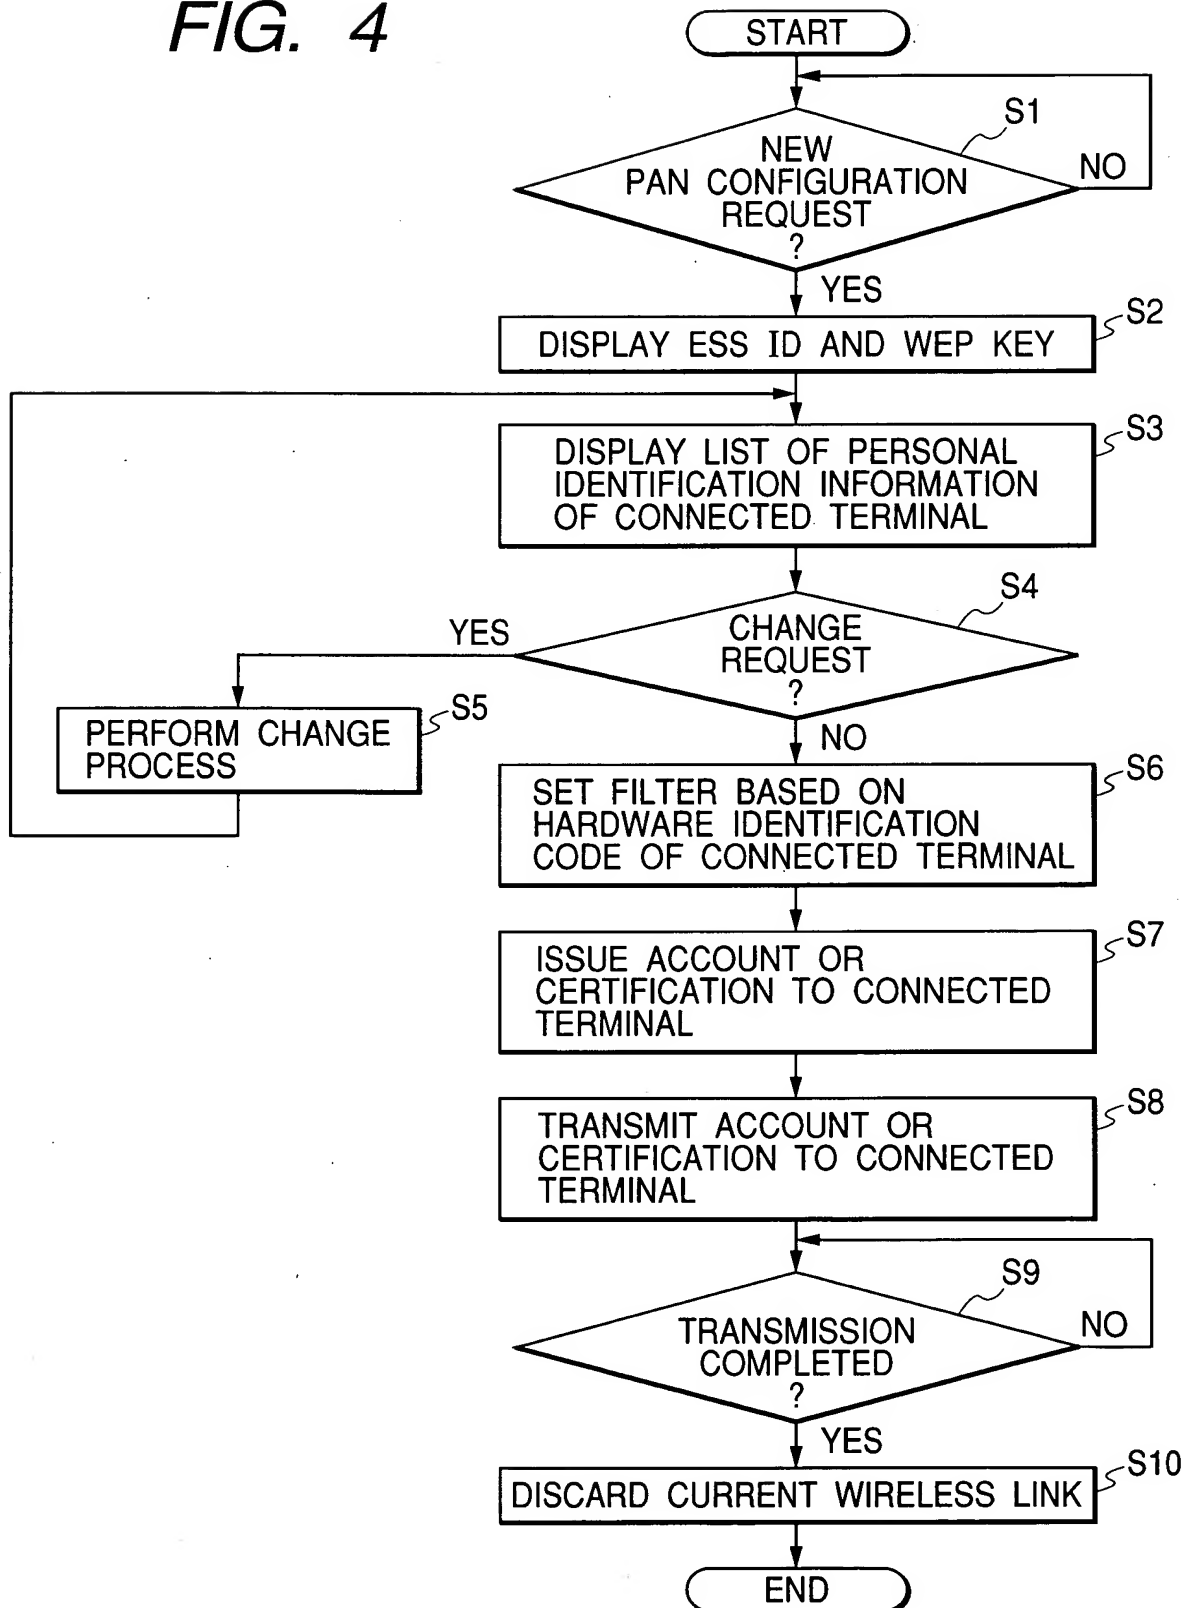 FIG. 4
START
S1
NEW
PAN CONFIGURATION
REQUEST
?
NO
YES
S2
DISPLAY ESS ID AND WEP KEY
S3
DISPLAY LIST OF PERSONAL
IDENTIFICATION INFORMATION
OF CONNECTED TERMINAL
S4
CHANGE
REQUEST
?
YES
NO
S5
PERFORM CHANGE
PROCESS
S6
SET FILTER BASED ON
HARDWARE IDENTIFICATION
CODE OF CONNECTED TERMINAL
S7
ISSUE ACCOUNT OR
CERTIFICATION TO CONNECTED
TERMINAL
S8
TRANSMIT ACCOUNT OR
CERTIFICATION TO CONNECTED
TERMINAL
S9
TRANSMISSION
COMPLETED
?
NO
YES
S10
DISCARD CURRENT WIRELESS LINK
END